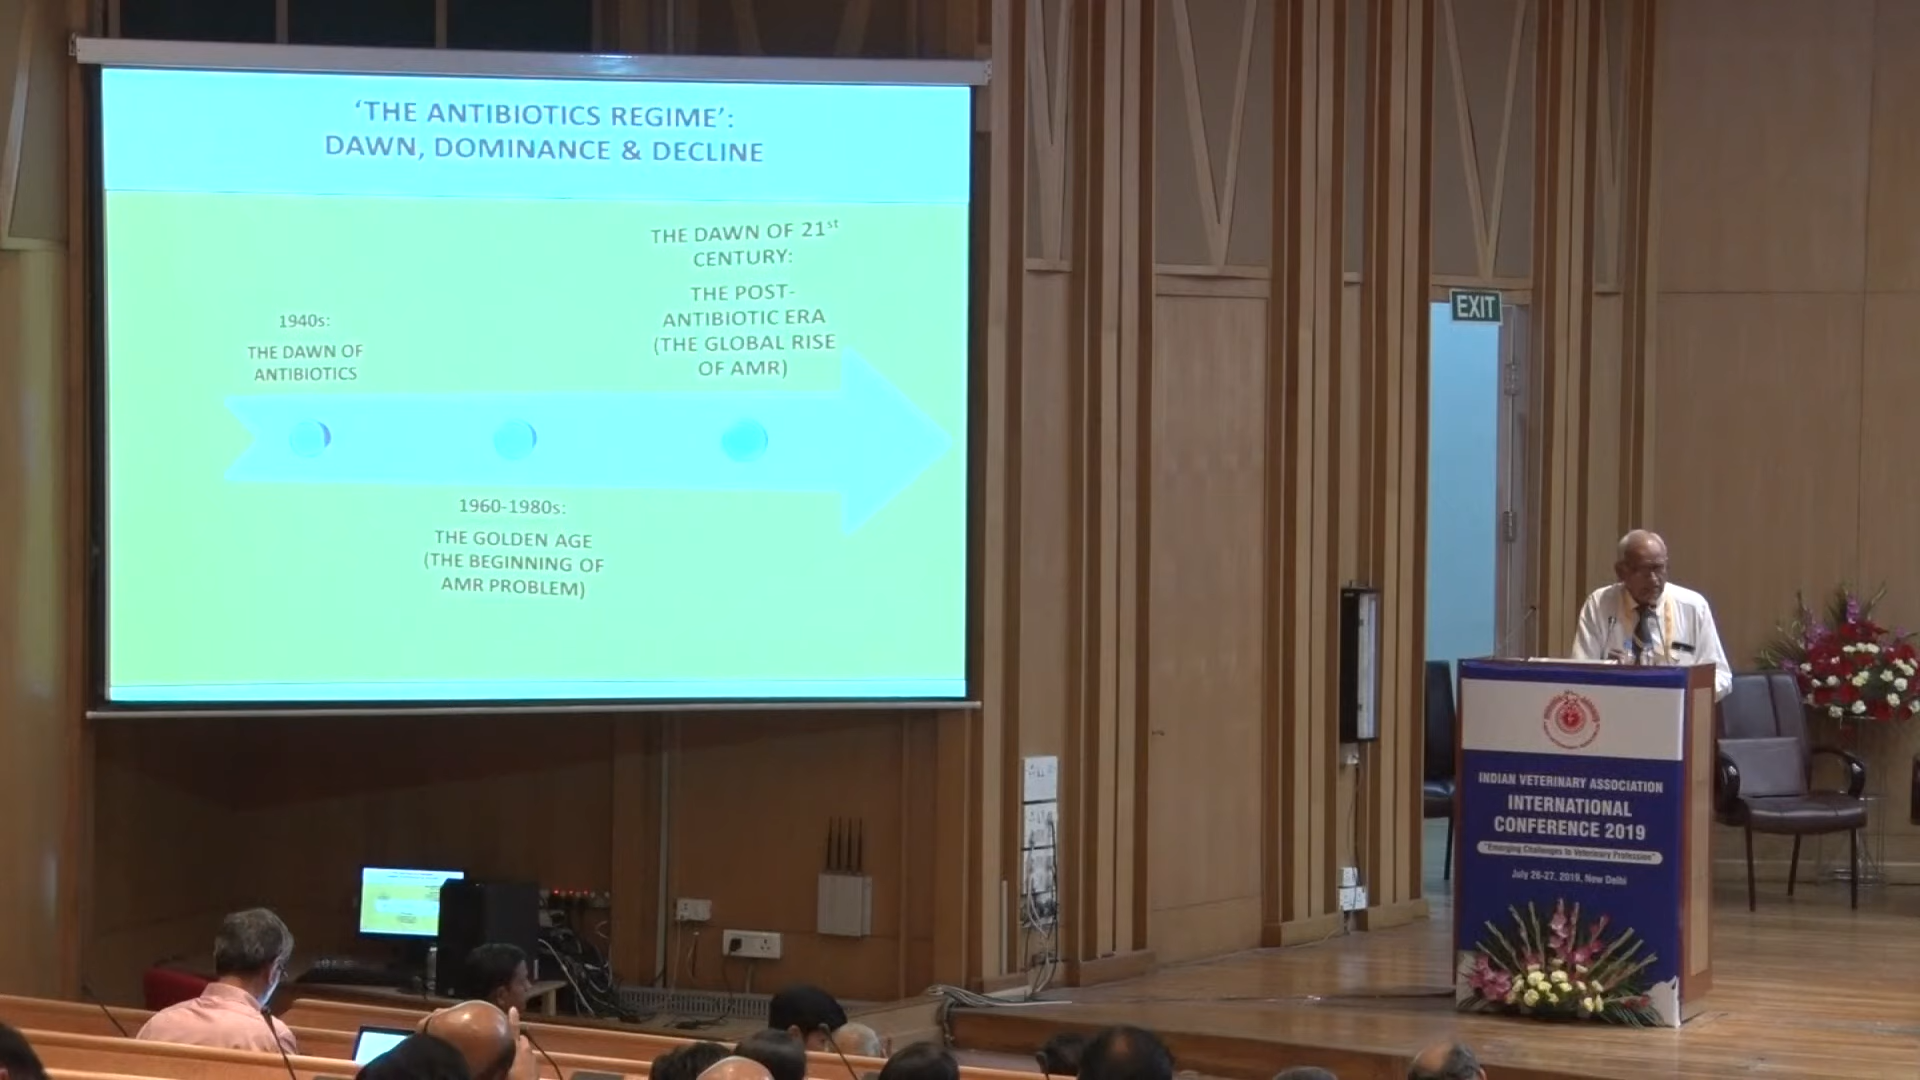 ‘THE ANTIBIOTICS REGIME’:
DAWN, DOMINANCE & DECLINE
1940s:
THE DAWN OF
ANTIBIOTICS
1960-1980s:
THE GOLDEN AGE
(THE BEGINNING OF
AMR PROBLEM)
THE DAWN OF 21st
CENTURY:
THE POST-
ANTIBIOTIC ERA
(THE GLOBAL RISE
OF AMR)
EXIT
INDIAN VETERINARY ASSOCIATION
INTERNATIONAL
CONFERENCE 2019
"Emerging Challenges to Veterinary Profession"
July 26-27, 2019, New Delhi